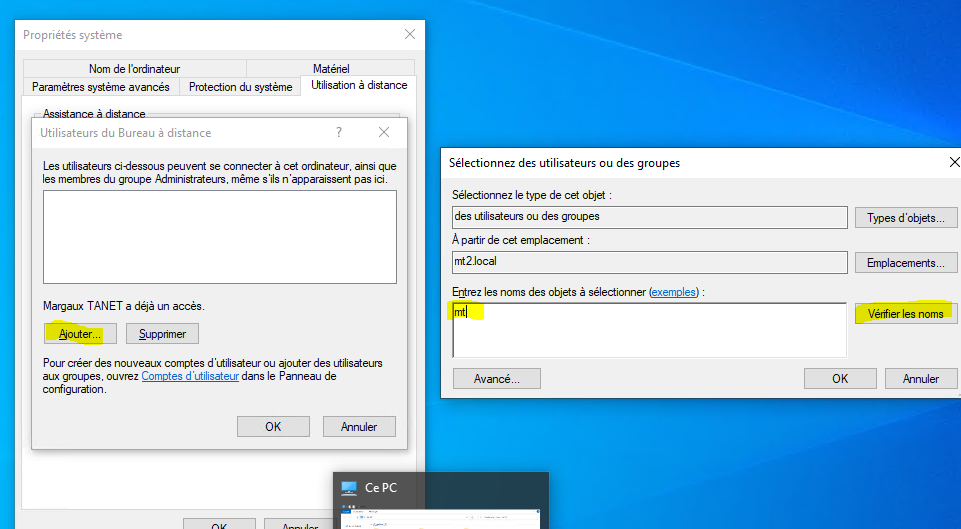 Propriétés système
Nom de l'ordinateur
Matériel
Paramètres système avancés
Protection du système
Utilisation à distance
Assistance à distance
Utilisateurs du Bureau à distance
?
Les utilisateurs ci-dessous peuvent se connecter à cet ordinateur, ainsi que
les membres du groupe Administrateurs, même s'ils n'apparaissent pas ici.
Margaux TANET a déjà un accès.
Ajouter...
Supprimer
Pour créer des nouveaux comptes d'utilisateur ou ajouter des utilisateurs
aux groupes, ouvrez Comptes d'utilisateur dans le Panneau de
configuration.
OK
Annuler
OK
Annuler
Sélectionnez des utilisateurs ou des groupes
Sélectionnez le type de cet objet :
des utilisateurs ou des groupes
Types d'objets...
À partir de cet emplacement :
mt2.local
Emplacements...
Entrez les noms des objets à sélectionner (exemples) :
mt
Vérifier les noms
Avancé...
OK
Annuler
Ce PC